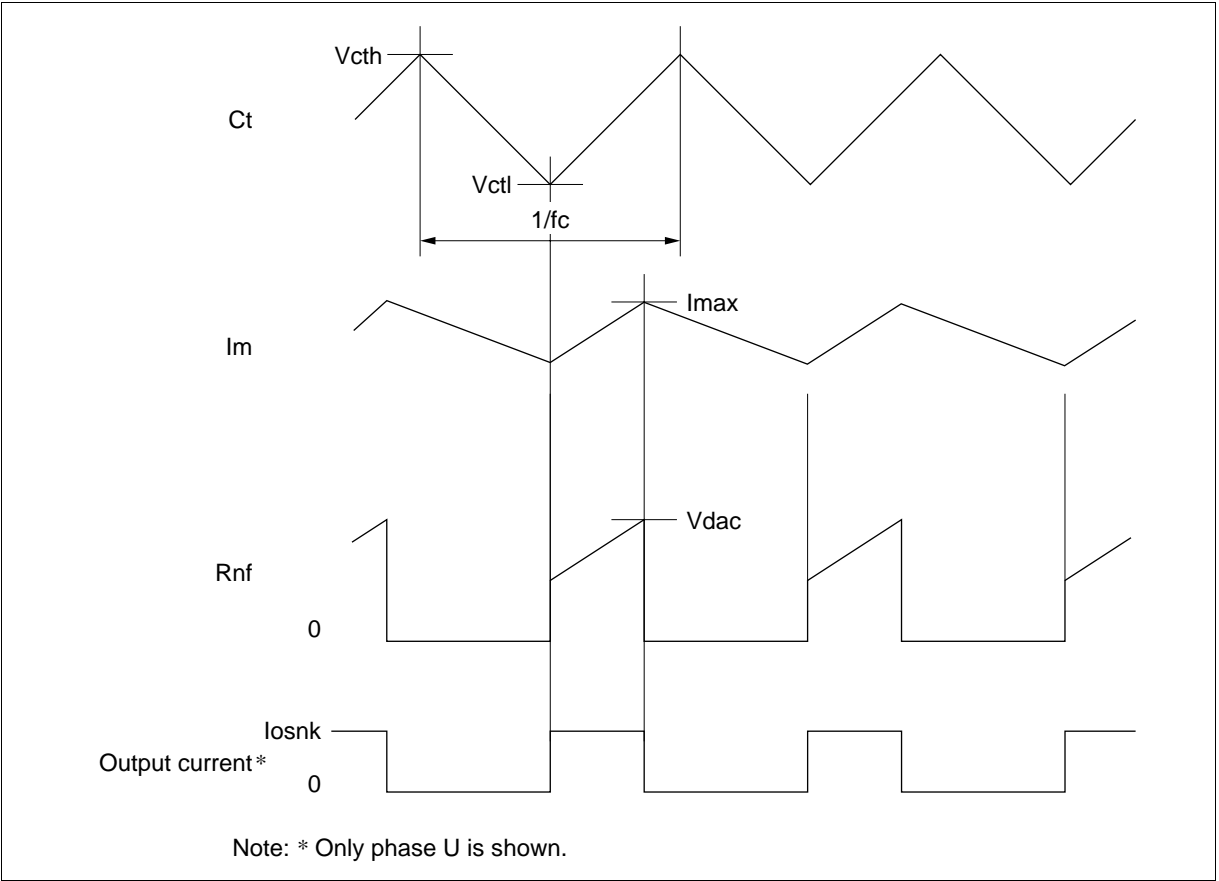 Vcth
Ct
Vctl
1/fc
Imax
Im
Vdac
Rnf
0
Iosnk
Output current*
0
Note: * Only phase U is shown.